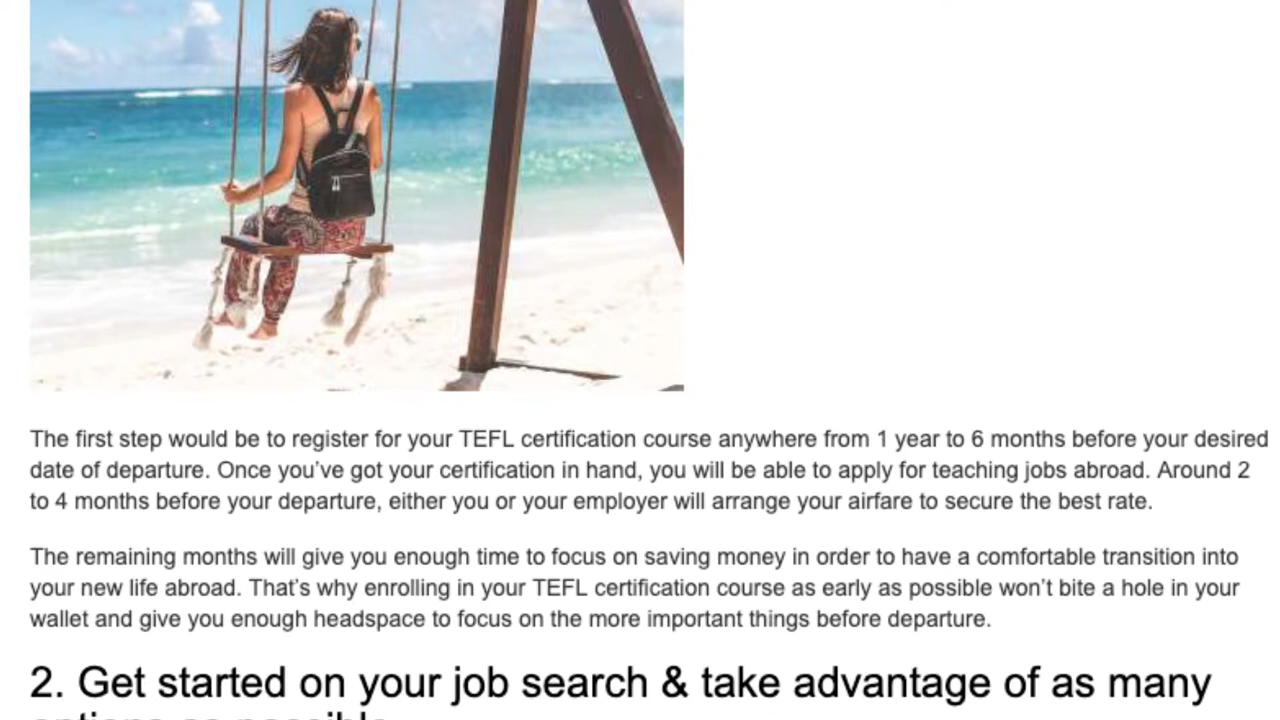 The first step would be to register for your TEFL certification course anywhere from 1 year to 6 months before your desired
date of departure. Once you’ve got your certification in hand, you will be able to apply for teaching jobs abroad. Around 2
to 4 months before your departure, either you or your employer will arrange your airfare to secure the best rate.
The remaining months will give you enough time to focus on saving money in order to have a comfortable transition into
your new life abroad. That’s why enrolling in your TEFL certification course as early as possible won’t bite a hole in your
wallet and give you enough headspace to focus on the more important things before departure.
2. Get started on your job search & take advantage of as many
options as possible